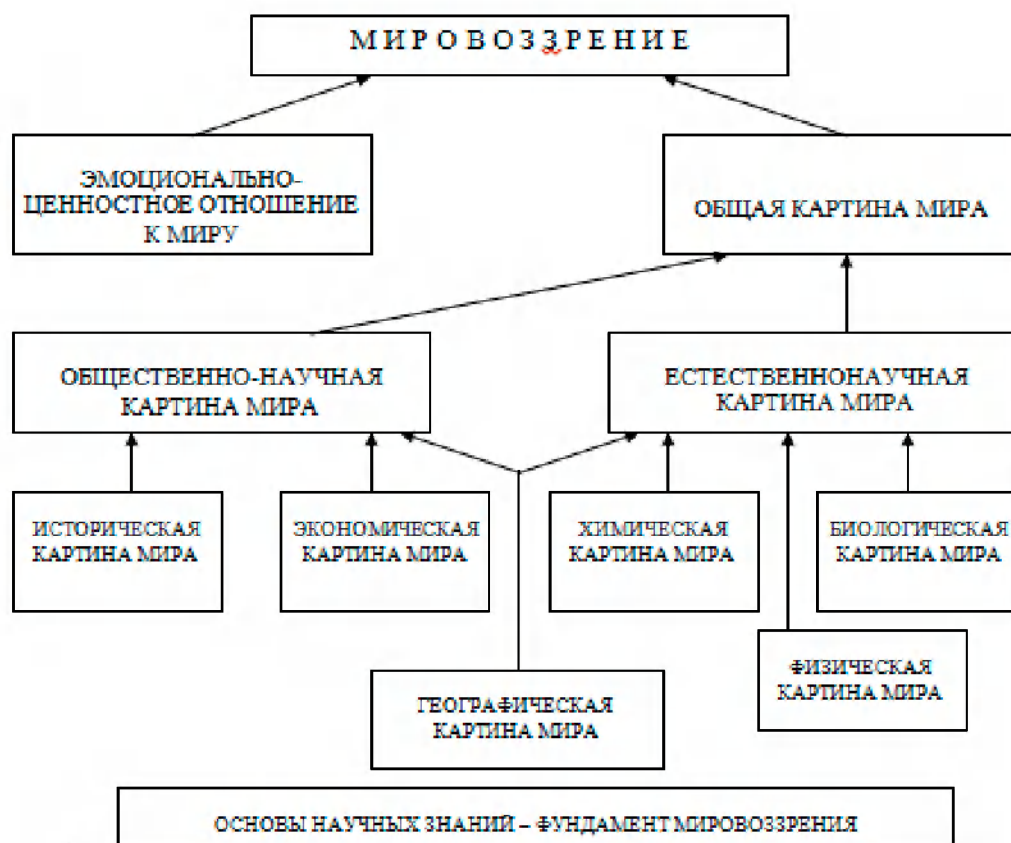 М И Р О В О З З Р Е Н И Е
ЭМОЦИОНАЛЬНО-
ЦЕННОСТНОЕ ОТНОШЕНИЕ
К МИРУ
ОБЩАЯ КАРТИНА МИРА
ОБЩЕСТВЕННО-НАУЧНАЯ
КАРТИНА МИРА
ЕСТЕСТВЕННОНАУЧНАЯ
КАРТИНА МИРА
ИСТОРИЧЕСКАЯ
КАРТИНА МИРА
ЭКОНОМИЧЕСКАЯ
КАРТИНА МИРА
ХИМИЧЕСКАЯ
КАРТИНА МИРА
БИОЛОГИЧЕСКАЯ
КАРТИНА МИРА
ФИЗИЧЕСКАЯ
КАРТИНА МИРА
ГЕОГРАФИЧЕСКАЯ
КАРТИНА МИРА
ОСНОВЫ НАУЧНЫХ ЗНАНИЙ – ФУНДАМЕНТ МИРОВОЗЗРЕНИЯ